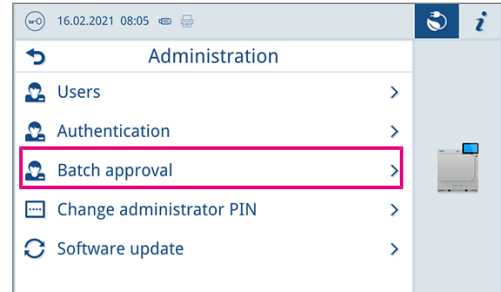 16.02.2021 08:05
i
Administration
Users
Authentication
Batch approval
Change administrator PIN
Software update